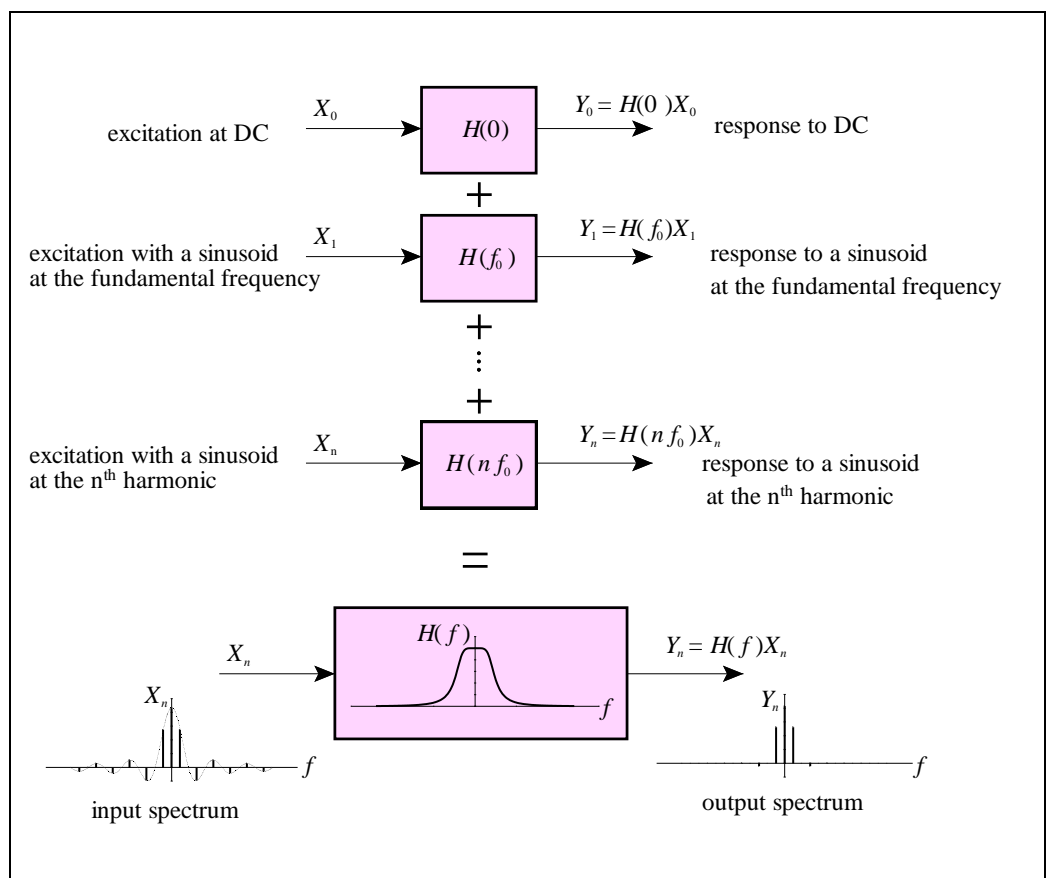 X₀
Y₀ = H(0)X₀
excitation at DC
H(0)
response to DC
+
X₁
Y₁ = H(f₀)X₁
excitation with a sinusoid
at the fundamental frequency
H(f₀)
response to a sinusoid
at the fundamental frequency
+
⋮
+
Xₙ
Yₙ = H(n f₀)Xₙ
excitation with a sinusoid
at the nᵗʰ harmonic
H(n f₀)
response to a sinusoid
at the nᵗʰ harmonic
=
Xₙ
H(f)
f
Yₙ = H(f)Xₙ
Xₙ
f
input spectrum
Yₙ
f
output spectrum